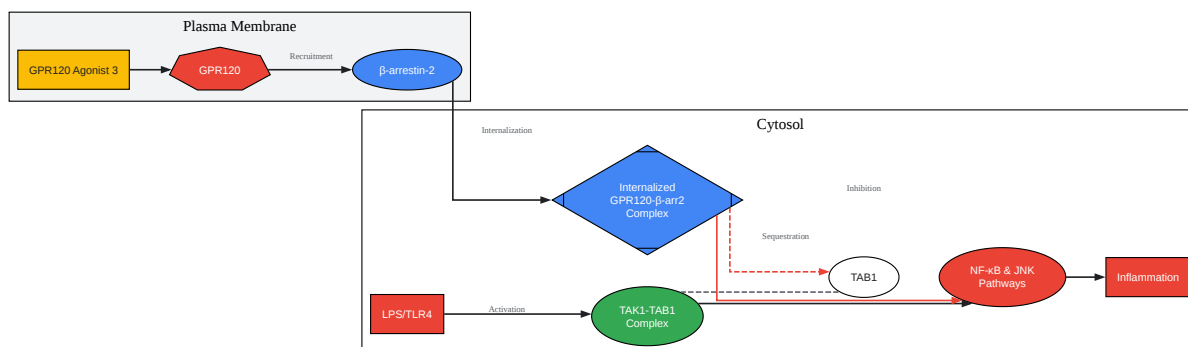 Plasma Membrane
GPR120 Agonist 3
GPR120
Recruitment
β-arrestin-2
Cytosol
Internalization
Internalized
GPR120-β-arr2
Complex
Inhibition
Sequestration
TAB1
NF-κB & JNK
Pathways
Inflammation
LPS/TLR4
Activation
TAK1-TAB1
Complex